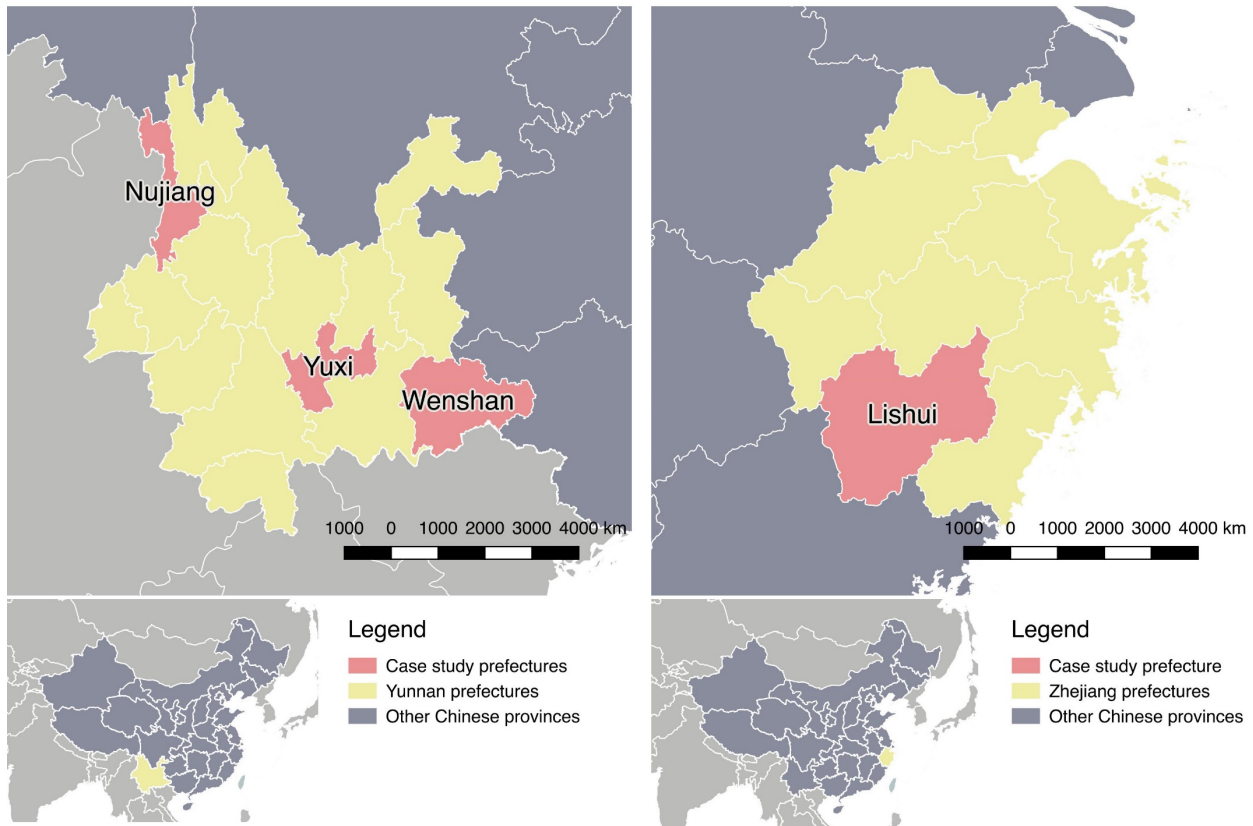 Nujiang
Yuxi
Wenshan
1000 0 1000 2000 3000 4000 km
Legend
Case study prefectures
Yunnan prefectures
Other Chinese provinces
Lishui
1000 0 1000 2000 3000 4000 km
Legend
Case study prefecture
Zhejiang prefectures
Other Chinese provinces